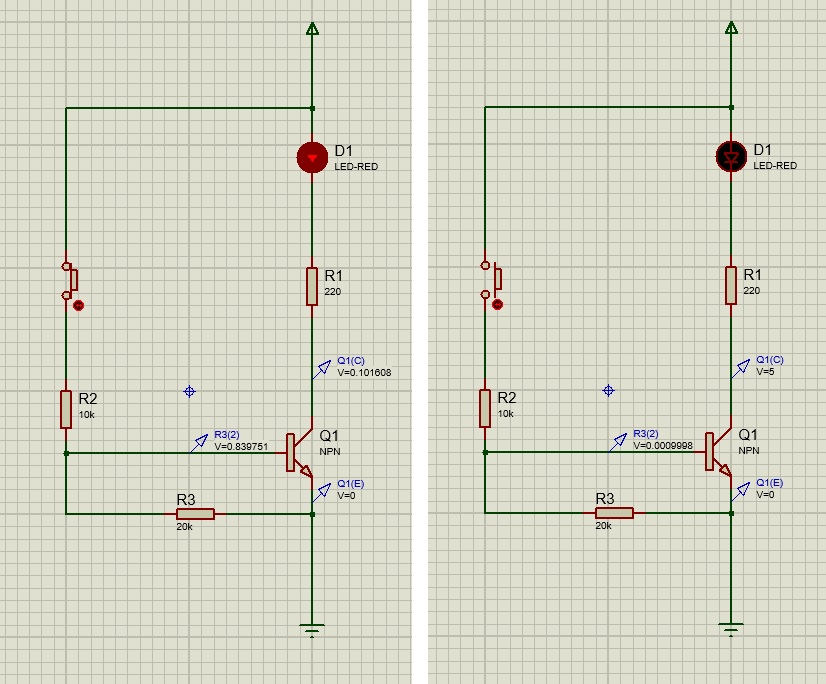 D1
LED-RED
R1
220
Q1(C)
V=0.101608
R2
10k
R3(2)
V=0.839751
Q1
NPN
Q1(E)
V=0
R3
20k
D1
LED-RED
R1
220
Q1(C)
V=5
R2
10k
R3(2)
V=0.0009998
Q1
NPN
Q1(E)
V=0
R3
20k